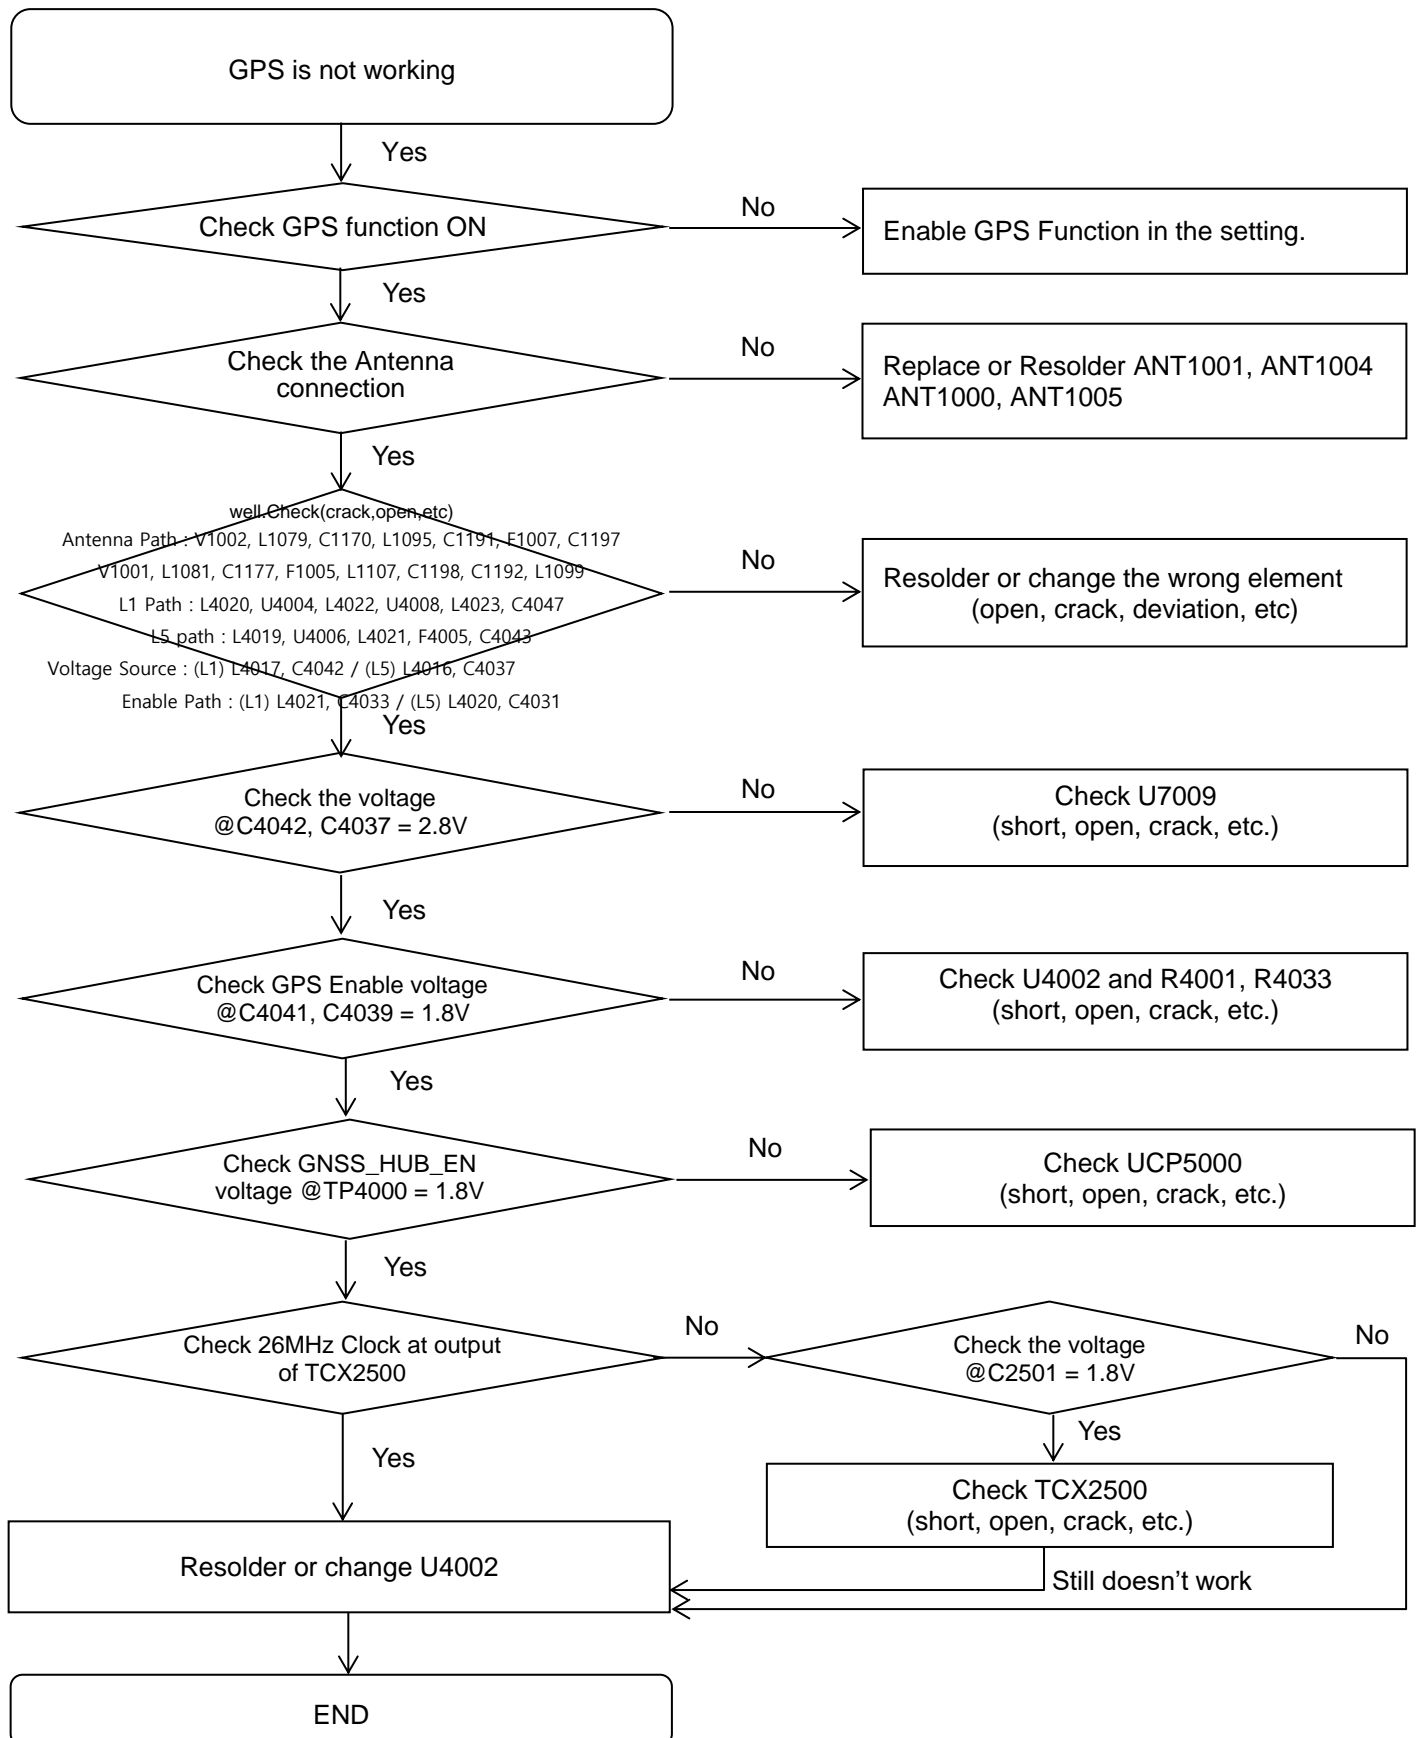 GPS is not working
Yes
Check GPS function ON
No
Enable GPS Function in the setting.
Yes
Check the Antenna
connection
No
Replace or Resolder ANT1001, ANT1004
ANT1000, ANT1005
Yes
well.Check(crack,open,etc)
Antenna Path : V1002, L1079, C1170, L1095, C1191, F1007, C1197
V1001, L1081, C1177, F1005, L1107, C1198, C1192, L1099
L1 Path : L4020, U4004, L4022, U4008, L4023, C4047
L5 path : L4019, U4006, L4021, F4005, C4043
Voltage Source : (L1) L4017, C4042 / (L5) L4016, C4037
Enable Path : (L1) L4021, C4033 / (L5) L4020, C4031
No
Resolder or change the wrong element
(open, crack, deviation, etc)
Yes
Check the voltage
@C4042, C4037 = 2.8V
No
Check U7009
(short, open, crack, etc.)
Yes
Check GPS Enable voltage
@C4041, C4039 = 1.8V
No
Check U4002 and R4001, R4033
(short, open, crack, etc.)
Yes
Check GNSS_HUB_EN
voltage @TP4000 = 1.8V
No
Check UCP5000
(short, open, crack, etc.)
Yes
Check 26MHz Clock at output
of TCX2500
No
Check the voltage
@C2501 = 1.8V
No
Yes
Yes
Check TCX2500
(short, open, crack, etc.)
Still doesn't work
Resolder or change U4002
END